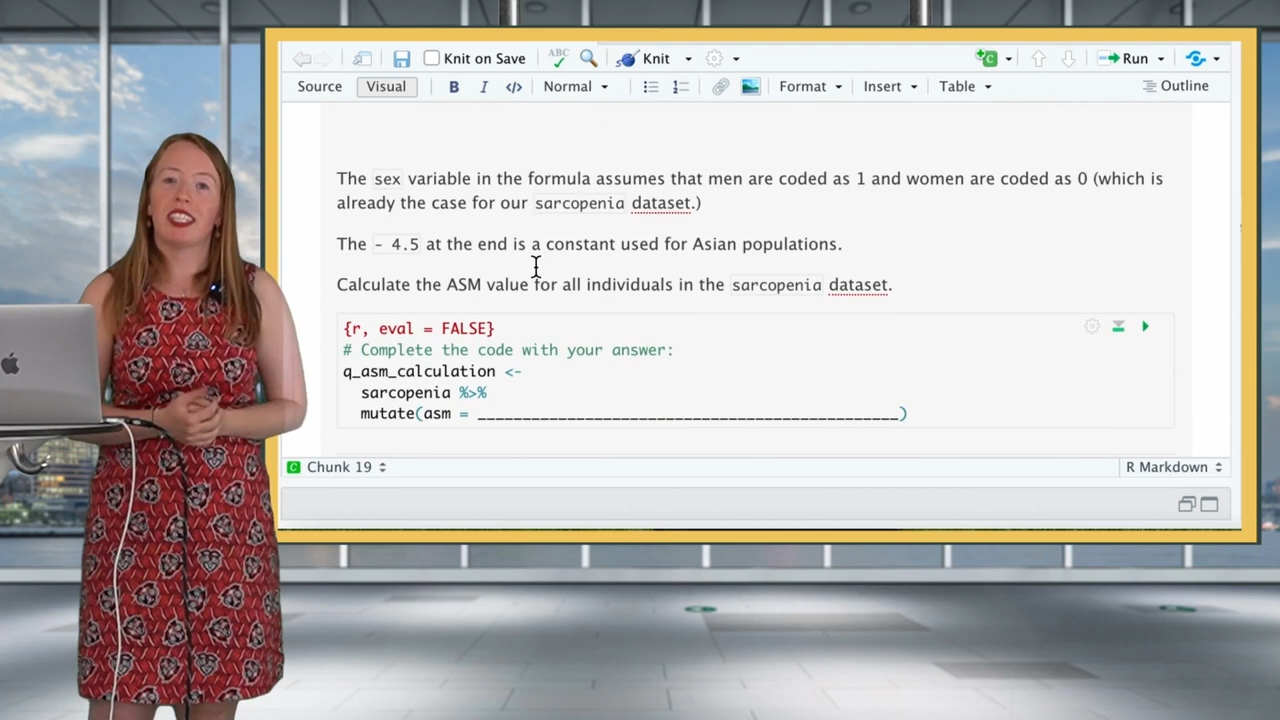 Knit on Save
ABC
Knit
Run
Source
Visual
B
I
</>
Normal
Format
Insert
Table
Outline
The sex variable in the formula assumes that men are coded as 1 and women are coded as 0 (which is
already the case for our sarcopenia dataset.)
The - 4.5 at the end is a constant used for Asian populations.
Calculate the ASM value for all individuals in the sarcopenia dataset.
{r, eval = FALSE}
# Complete the code with your answer:
q_asm_calculation <-
sarcopenia %>%
mutate(asm = _______________________________________________)
C Chunk 19
R Markdown